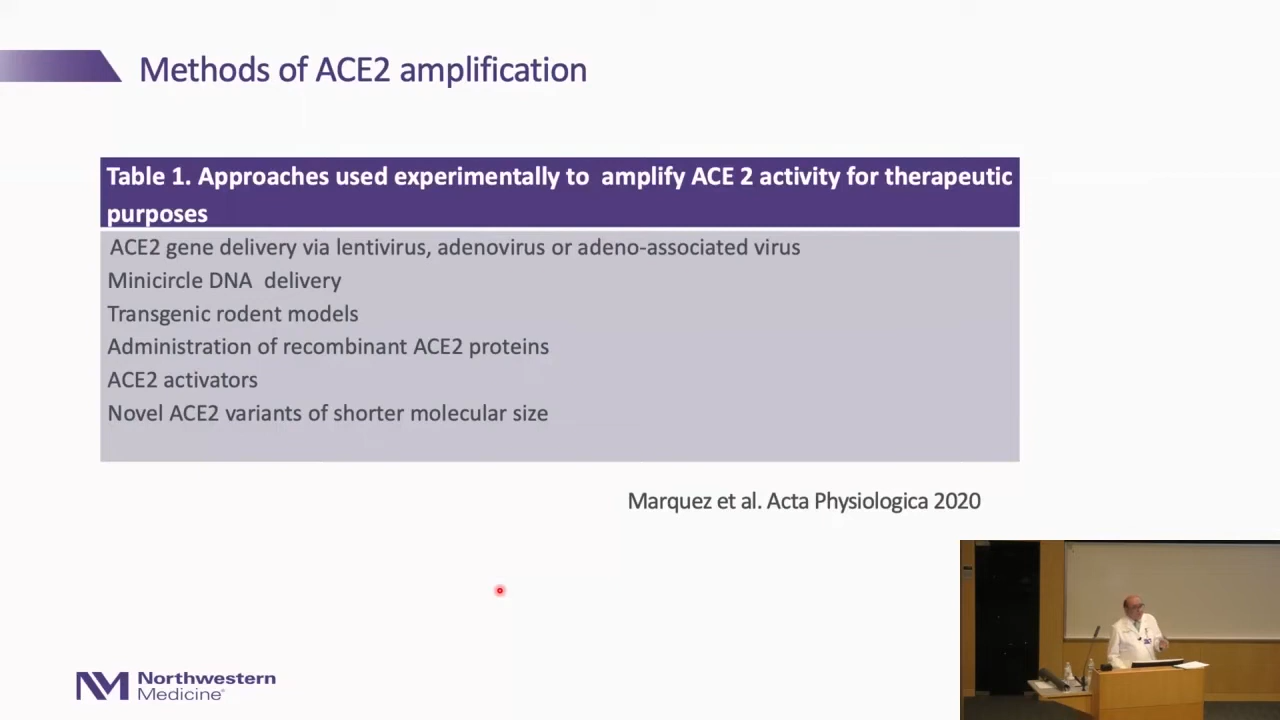 Methods of ACE2 amplification
Table 1. Approaches used experimentally to  amplify ACE 2 activity for therapeutic
purposes
ACE2 gene delivery via lentivirus, adenovirus or adeno-associated virus
Minicircle DNA  delivery
Transgenic rodent models
Administration of recombinant ACE2 proteins
ACE2 activators
Novel ACE2 variants of shorter molecular size
Marquez et al. Acta Physiologica 2020
NM Northwestern
Medicine®